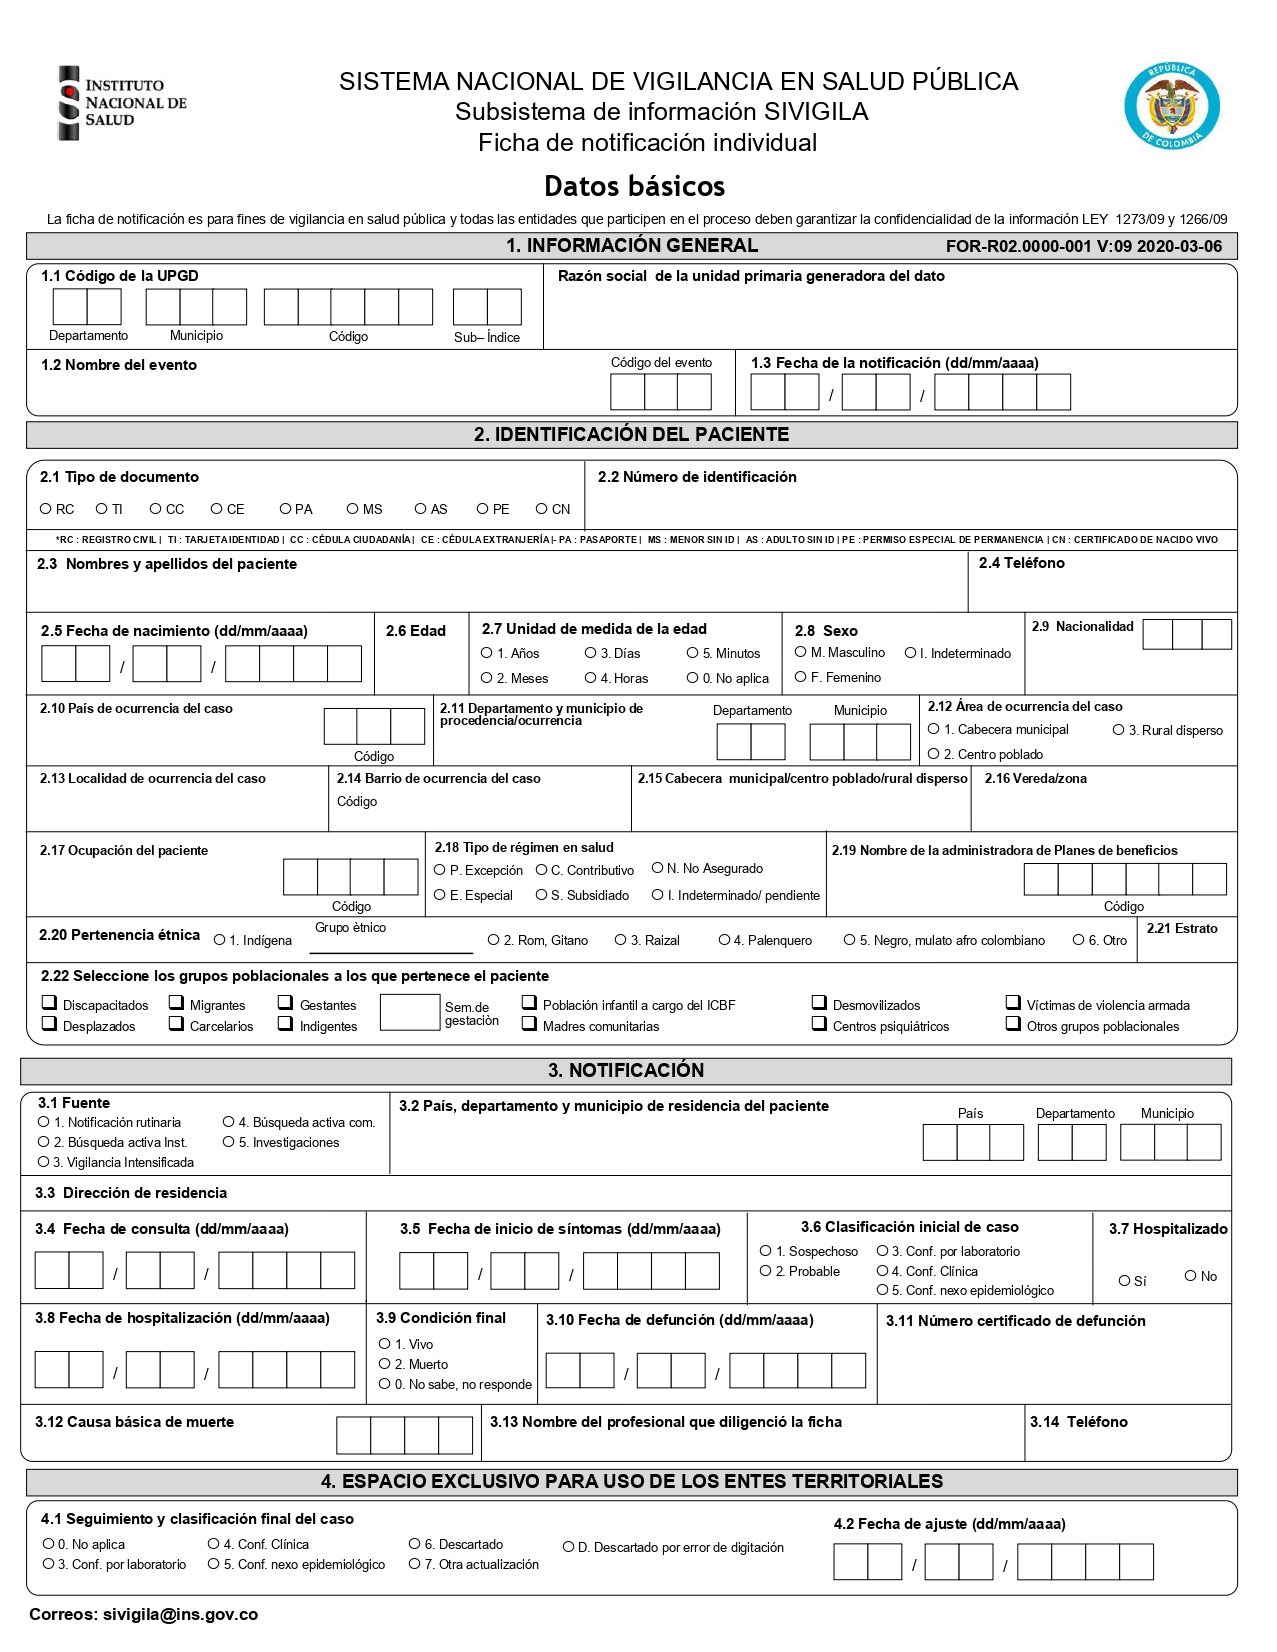 INSTITUTO
NACIONAL DE
SALUD
REPÚBLICA
DE COLOMBIA
SISTEMA NACIONAL DE VIGILANCIA EN SALUD PÚBLICA
Subsistema de información SIVIGILA
Ficha de notificación individual
Datos básicos
La ficha de notificación es para fines de vigilancia en salud pública y todas las entidades que participen en el proceso deben garantizar la confidencialidad de la información LEY 1273/09 y 1266/09
1. INFORMACIÓN GENERAL FOR-R02.0000-001 V:09 2020-03-06
1.1 Código de la UPGD Razón social de la unidad primaria generadora del dato
Departamento Municipio Código Sub– Índice
1.2 Nombre del evento Código del evento 1.3 Fecha de la notificación (dd/mm/aaaa)
/ /
2. IDENTIFICACIÓN DEL PACIENTE
2.1 Tipo de documento 2.2 Número de identificación
RC TI CC CE PA MS AS PE CN
*RC : REGISTRO CIVIL | TI : TARJETA IDENTIDAD | CC : CÉDULA CIUDADANÍA | CE : CÉDULA EXTRANJERÍA |- PA : PASAPORTE | MS : MENOR SIN ID | AS : ADULTO SIN ID | PE : PERMISO ESPECIAL DE PERMANENCIA | CN : CERTIFICADO DE NACIDO VIVO
2.3 Nombres y apellidos del paciente 2.4 Teléfono
2.5 Fecha de nacimiento (dd/mm/aaaa) 2.6 Edad 2.7 Unidad de medida de la edad 2.8 Sexo 2.9 Nacionalidad
1. Años 3. Días 5. Minutos M. Masculino I. Indeterminado
/ / 2. Meses 4. Horas 0. No aplica F. Femenino
2.10 País de ocurrencia del caso 2.11 Departamento y municipio de Departamento Municipio 2.12 Área de ocurrencia del caso
procedencia/ocurrencia
1. Cabecera municipal 3. Rural disperso
Código 2. Centro poblado
2.13 Localidad de ocurrencia del caso 2.14 Barrio de ocurrencia del caso 2.15 Cabecera municipal/centro poblado/rural disperso 2.16 Vereda/zona
Código
2.17 Ocupación del paciente 2.18 Tipo de régimen en salud 2.19 Nombre de la administradora de Planes de beneficios
P. Excepción C. Contributivo N. No Asegurado
E. Especial S. Subsidiado I. Indeterminado/ pendiente
Código Código
2.20 Pertenencia étnica 1. Indígena Grupo ètnico 2. Rom, Gitano 3. Raizal 4. Palenquero 5. Negro, mulato afro colombiano 6. Otro 2.21 Estrato
2.22 Seleccione los grupos poblacionales a los que pertenece el paciente
Discapacitados Migrantes Gestantes Sem.de Población infantil a cargo del ICBF Desmovilizados Víctimas de violencia armada
Desplazados Carcelarios Indigentes gestaciòn Madres comunitarias Centros psiquiátricos Otros grupos poblacionales
3. NOTIFICACIÓN
3.1 Fuente 3.2 País, departamento y municipio de residencia del paciente
1. Notificación rutinaria 4. Búsqueda activa com. País Departamento Municipio
2. Búsqueda activa Inst. 5. Investigaciones
3. Vigilancia Intensificada
3.3 Dirección de residencia
3.4 Fecha de consulta (dd/mm/aaaa) 3.5 Fecha de inicio de síntomas (dd/mm/aaaa) 3.6 Clasificación inicial de caso 3.7 Hospitalizado
1. Sospechoso 3. Conf. por laboratorio
/ / / / 2. Probable 4. Conf. Clínica Sí No
5. Conf. nexo epidemiológico
3.8 Fecha de hospitalización (dd/mm/aaaa) 3.9 Condición final 3.10 Fecha de defunción (dd/mm/aaaa) 3.11 Número certificado de defunción
1. Vivo
2. Muerto
/ / 0. No sabe, no responde / /
3.12 Causa básica de muerte 3.13 Nombre del profesional que diligenció la ficha 3.14 Teléfono
4. ESPACIO EXCLUSIVO PARA USO DE LOS ENTES TERRITORIALES
4.1 Seguimiento y clasificación final del caso 4.2 Fecha de ajuste (dd/mm/aaaa)
0. No aplica 4. Conf. Clínica 6. Descartado D. Descartado por error de digitación
3. Conf. por laboratorio 5. Conf. nexo epidemiológico 7. Otra actualización / /
Correos: sivigila@ins.gov.co